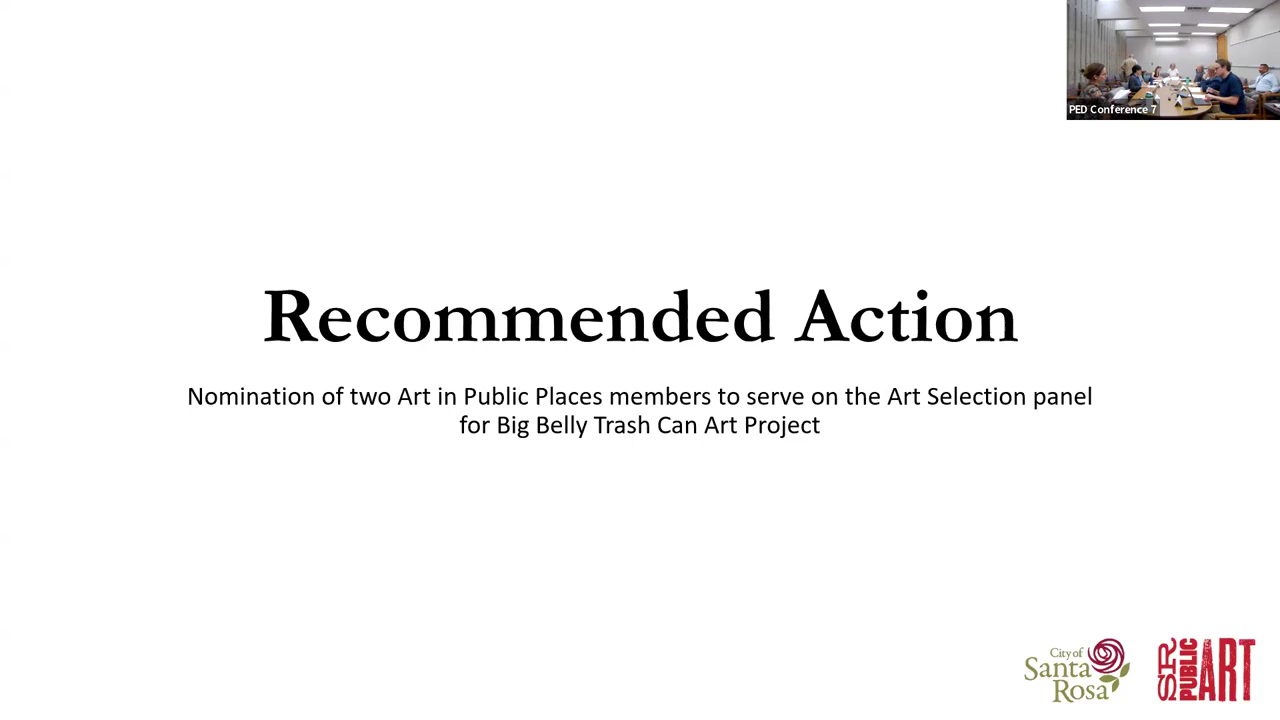 PED Conference 7
Recommended Action
Nomination of two Art in Public Places members to serve on the Art Selection panel
for Big Belly Trash Can Art Project
City of
Santa
Rosa
SR
PUBLIC
ART